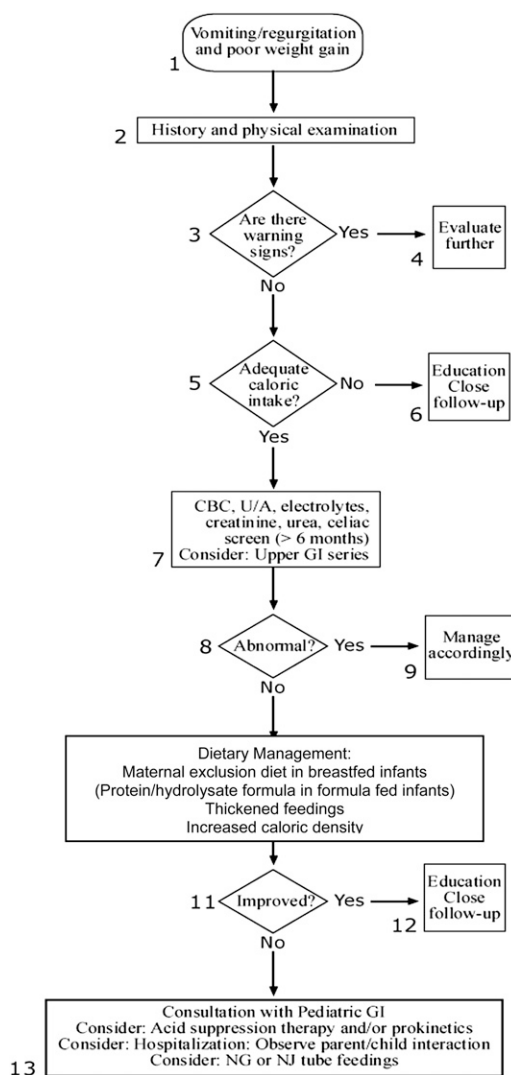 Vomiting/regurgitation
and poor weight gain
1
2
History and physical examination
3
Are there
warning
signs?
Yes
Evaluate
further
4
No
5
Adequate
caloric
intake?
No
Education
Close
follow-up
6
Yes
CBC, U/A, electrolytes,
creatinine, urea, celiac
screen (> 6 months)
Consider: Upper GI series
7
8
Abnormal?
Yes
Manage
accordingly
9
No
Dietary Management:
Maternal exclusion diet in breastfed infants
(Protein/hydrolysate formula in formula fed infants)
Thickened feedings
Increased caloric density
11
Improved?
Yes
Education
Close
follow-up
12
No
Consultation with Pediatric GI
Consider: Acid suppression therapy and/or prokinetics
Consider: Hospitalization: Observe parent/child interaction
Consider: NG or NJ tube feedings
13